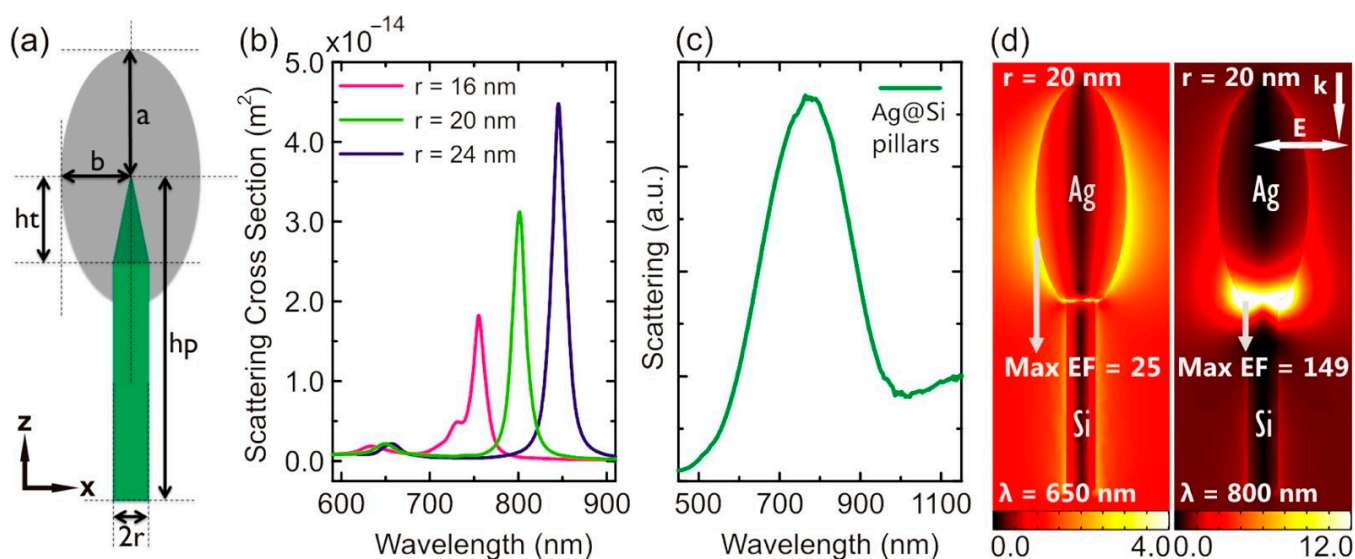 (a)
a
b
ht
hp
z
x
2r
(b)
×10⁻¹⁴
Scattering Cross Section (m²)
5.0
4.0
3.0
2.0
1.0
0.0
r = 16 nm
r = 20 nm
r = 24 nm
600
700
800
900
Wavelength (nm)
(c)
Scattering (a.u.)
Ag@Si
pillars
500
700
900
1100
Wavelength (nm)
(d)
r = 20 nm
Ag
Max EF = 25
Si
λ = 650 nm
0.0
4.0
r = 20 nm
k
E
Ag
Max EF = 149
Si
λ = 800 nm
0.0
12.0